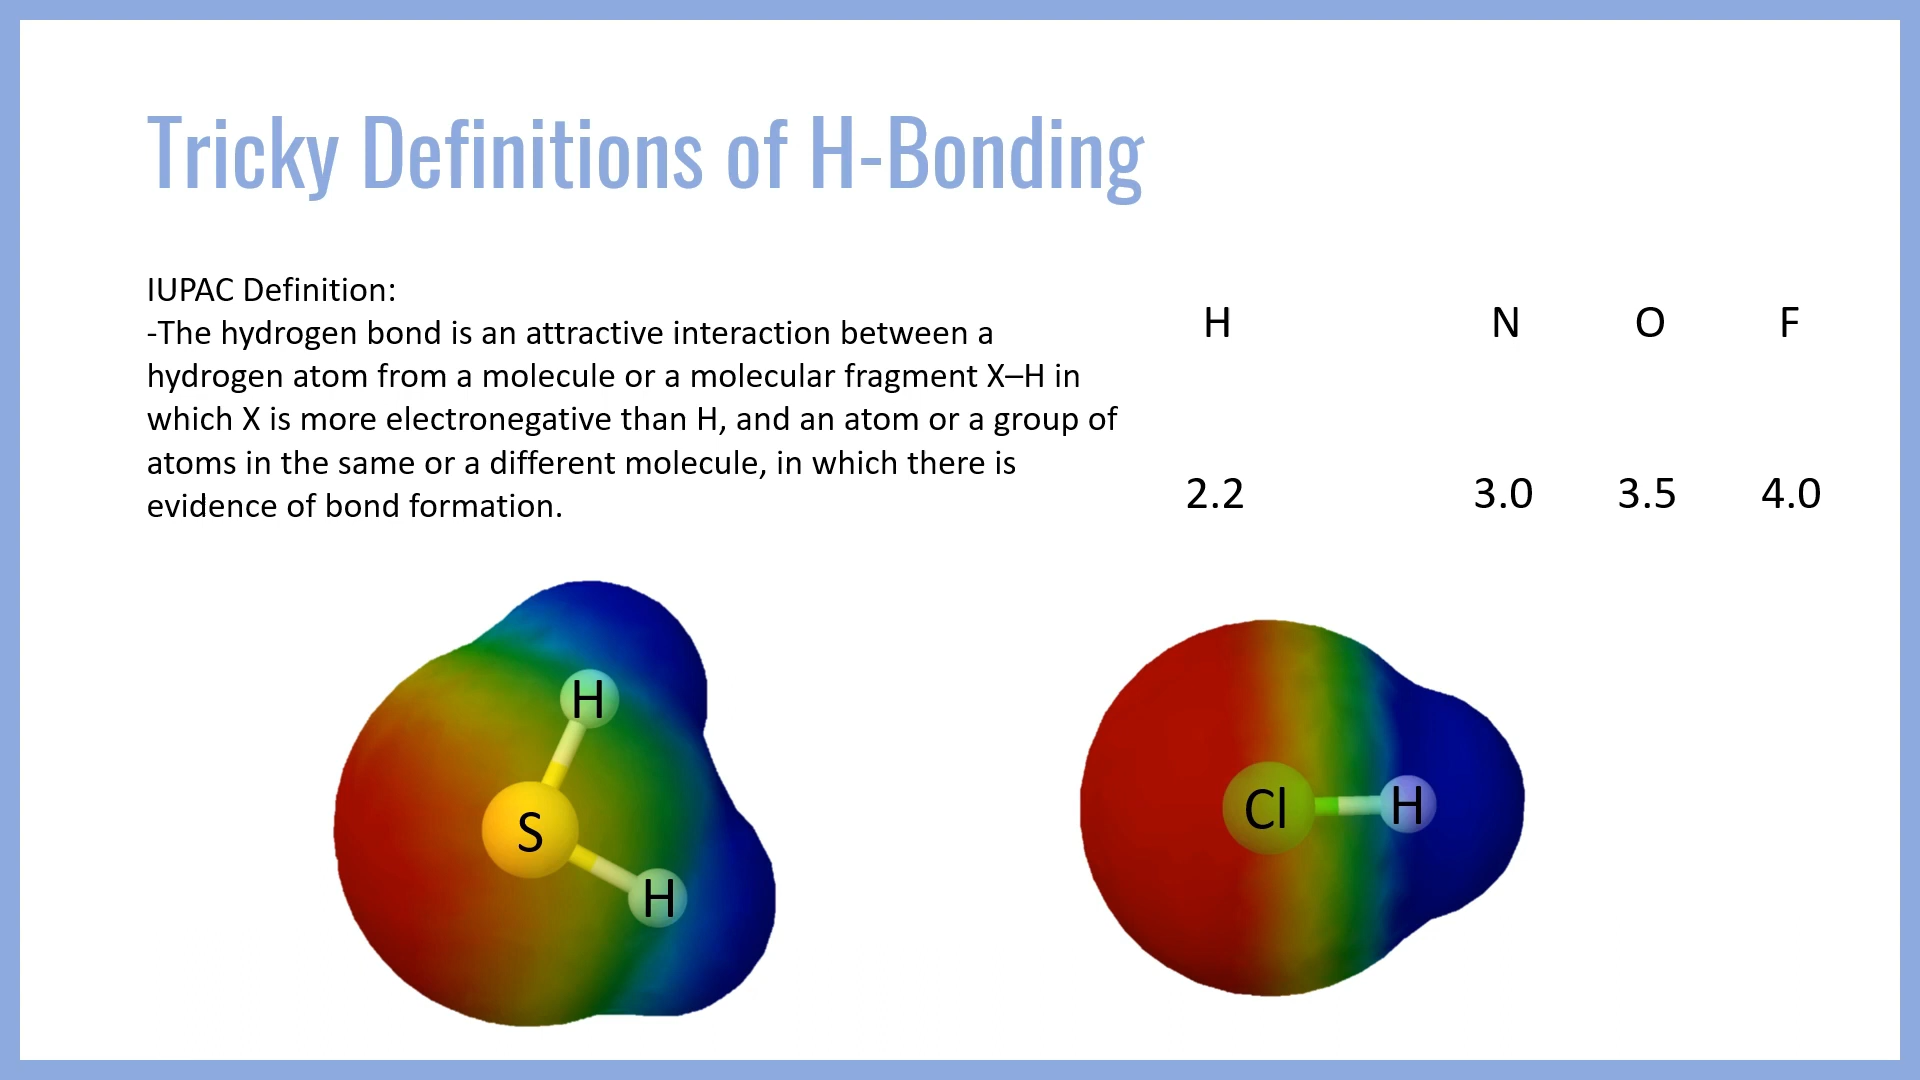 Tricky Definitions of H-Bonding
IUPAC Definition:
-The hydrogen bond is an attractive interaction between a
hydrogen atom from a molecule or a molecular fragment X–H in
which X is more electronegative than H, and an atom or a group of
atoms in the same or a different molecule, in which there is
evidence of bond formation.
H N O F
2.2 3.0 3.5 4.0
H
S
H
Cl H